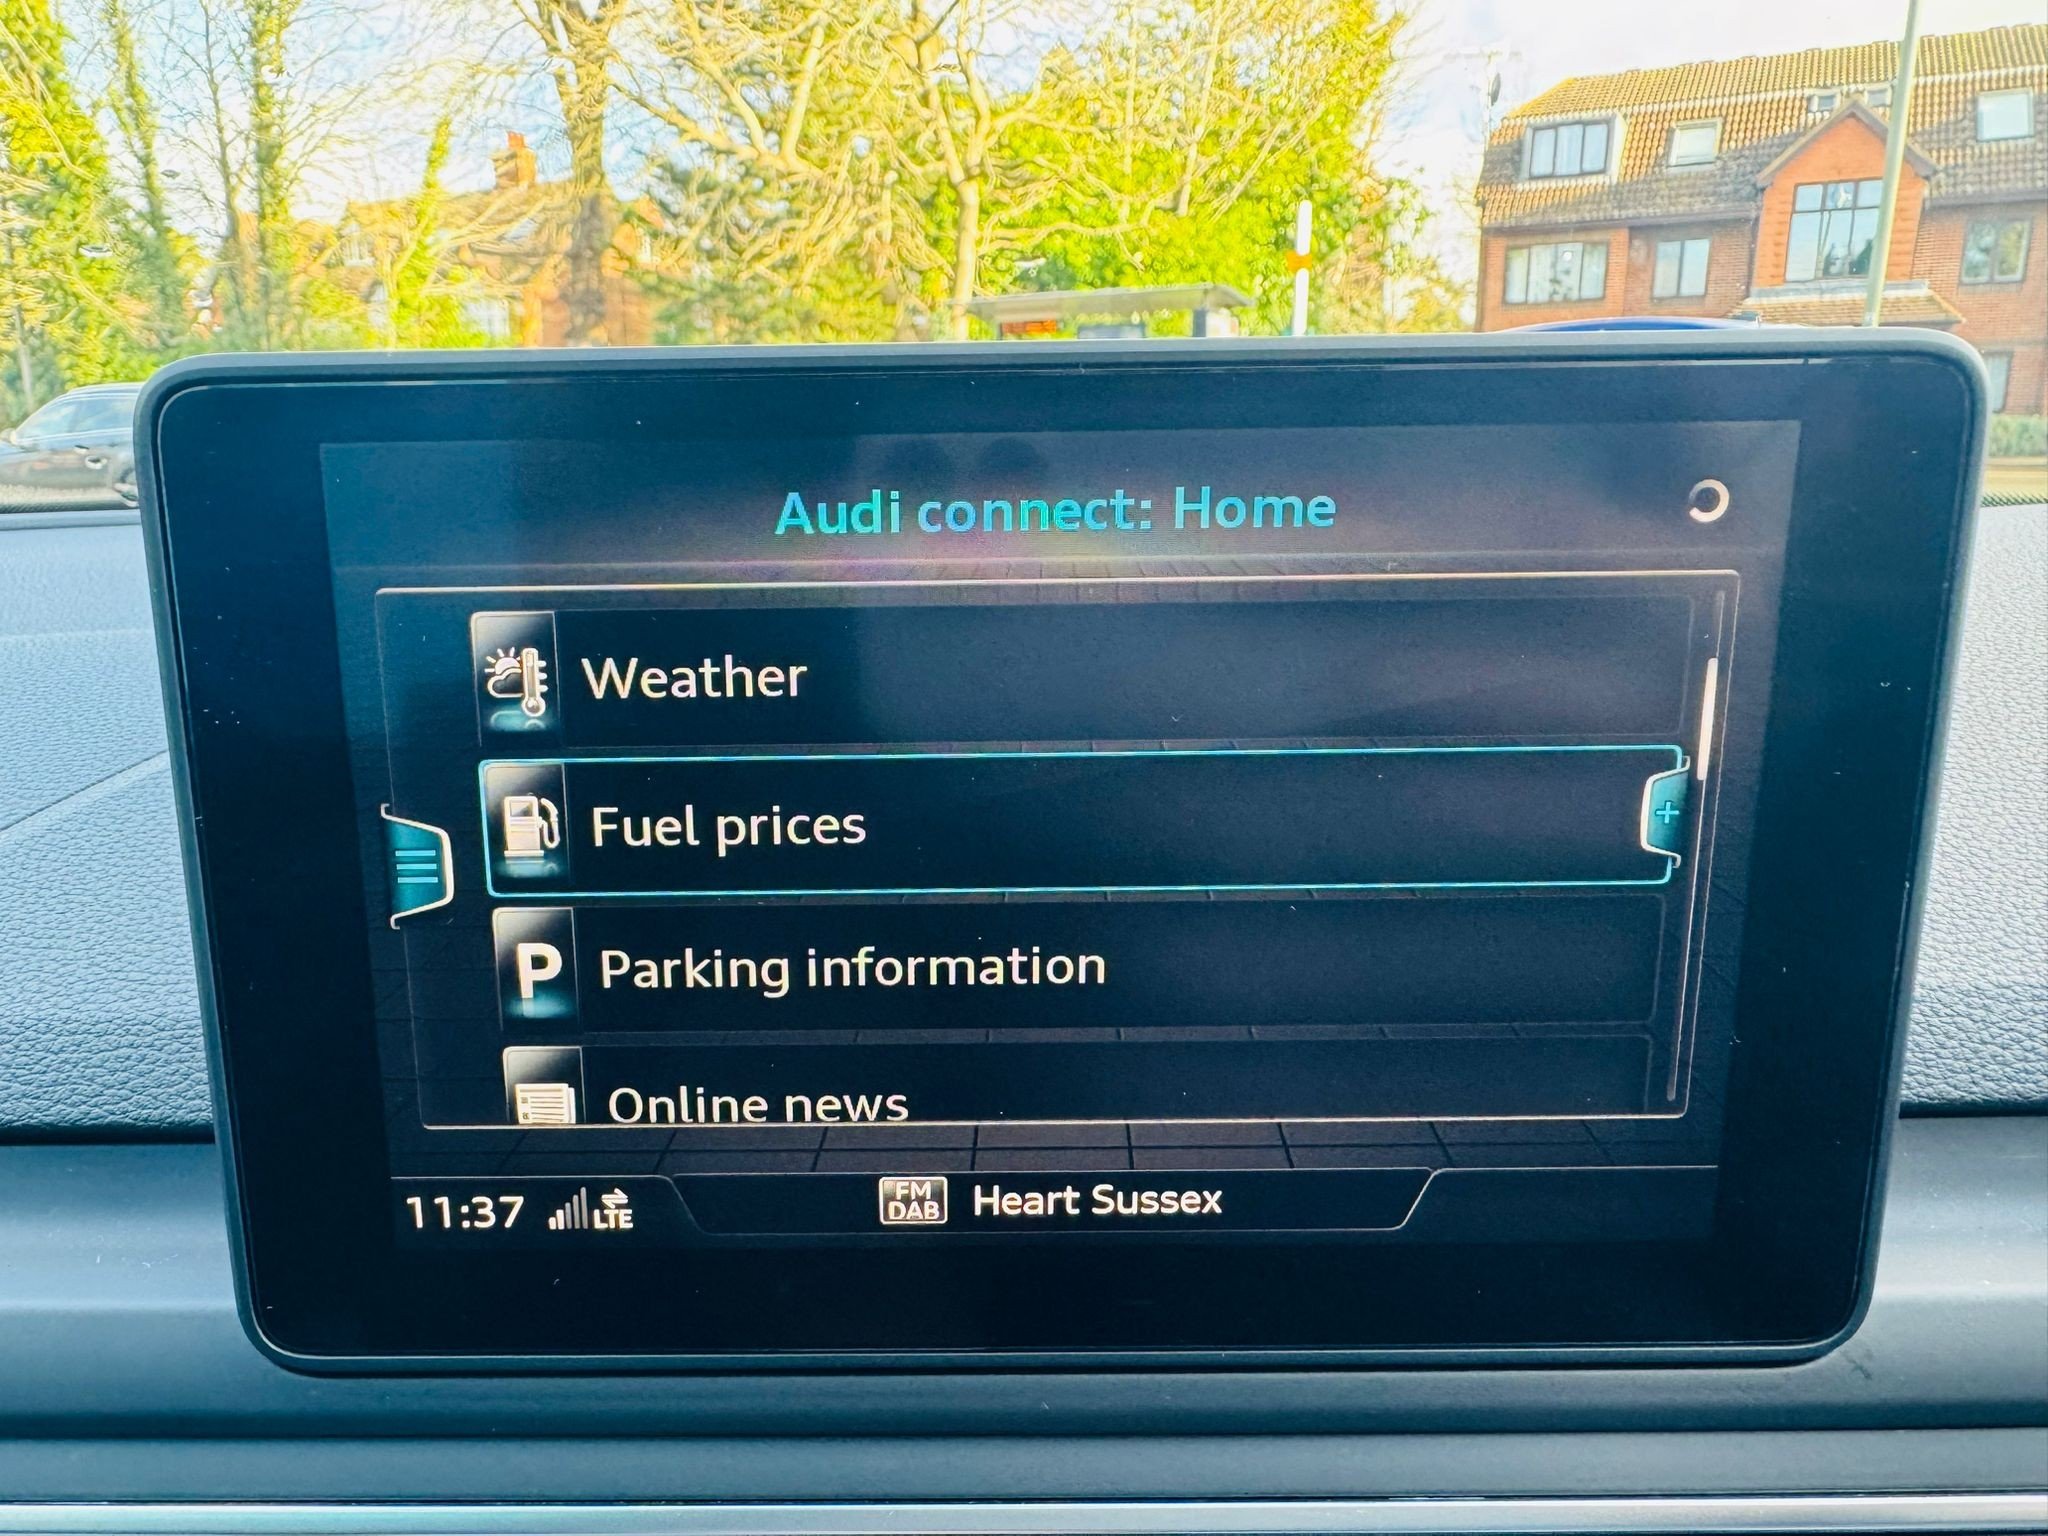 Audi connect: Home
Weather
Fuel prices
P Parking information
Online news
11:37 LTE FM DAB Heart Sussex